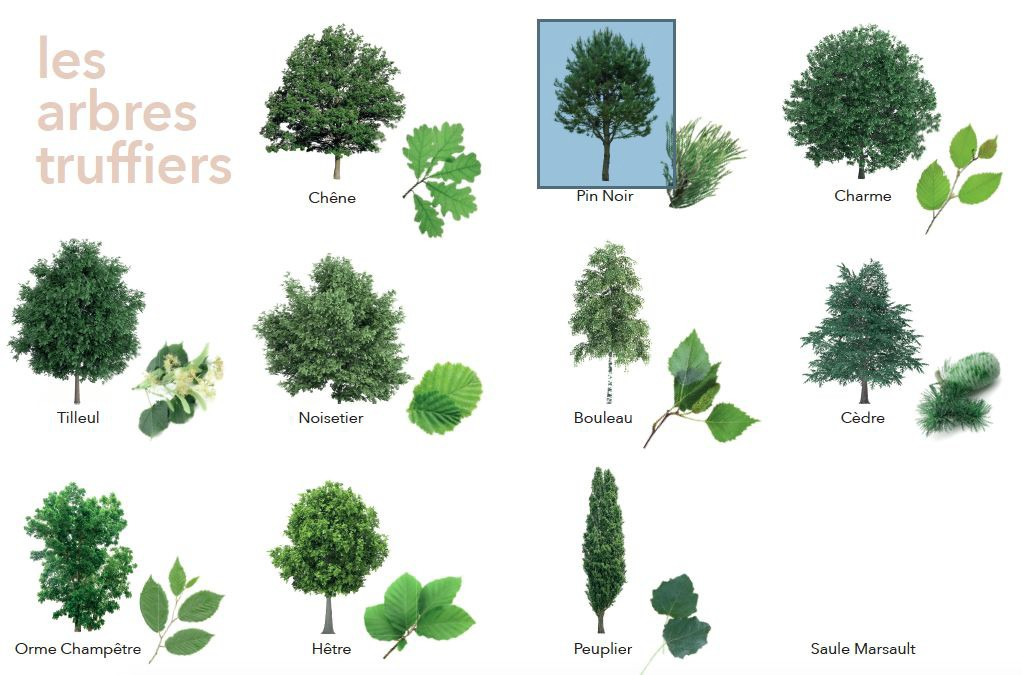 les
arbres
truffiers
Chêne
Pin Noir
Charme
Tilleul
Noisetier
Bouleau
Cèdre
Orme Champêtre
Hêtre
Peuplier
Saule Marsault